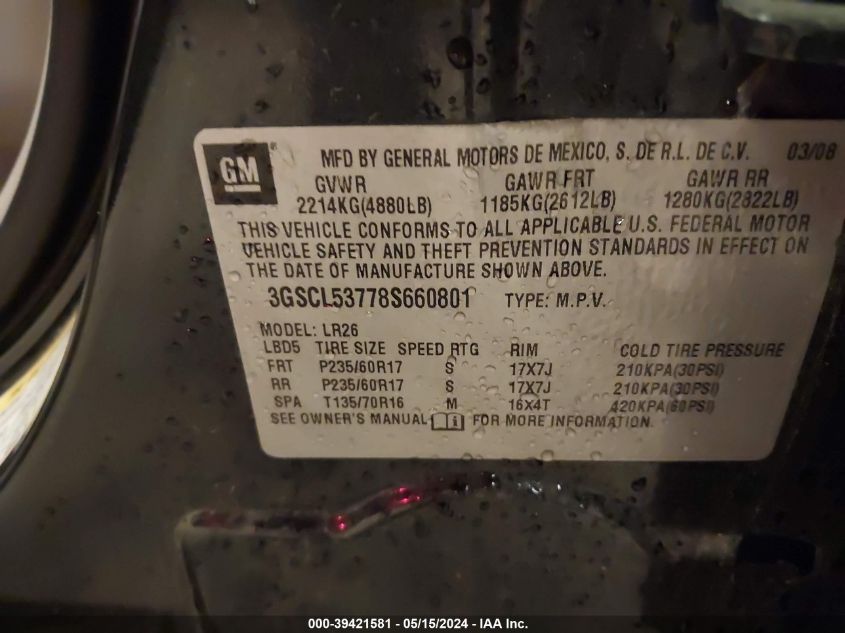 GM
MFD BY GENERAL MOTORS DE MEXICO, S. DE R.L. DE C.V. 03/08
GVWR GAWR FRT GAWR RR
2214KG(4880LB) 1185KG(2612LB) 1280KG(2822LB)
THIS VEHICLE CONFORMS TO ALL APPLICABLE U.S. FEDERAL MOTOR
VEHICLE SAFETY AND THEFT PREVENTION STANDARDS IN EFFECT ON
THE DATE OF MANUFACTURE SHOWN ABOVE.
3GSCL53778S660801 TYPE: M.P.V.
MODEL: LR26
LBD5 TIRE SIZE SPEED RTG RIM COLD TIRE PRESSURE
FRT P235/60R17 S 17X7J 210KPA(30PSI)
RR P235/60R17 S 17X7J 210KPA(30PSI)
SPA T135/70R16 M 16X4T 420KPA(60PSI)
SEE OWNER'S MANUAL FOR MORE INFORMATION.
000-39421581 - 05/15/2024 - IAA Inc.